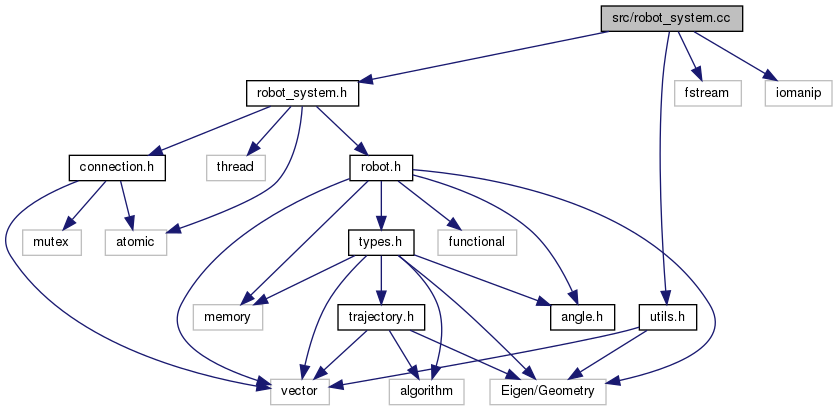 src/robot_system.cc
robot_system.h
fstream
iomanip
connection.h
thread
robot.h
mutex
atomic
types.h
functional
memory
trajectory.h
angle.h
utils.h
vector
algorithm
Eigen/Geometry